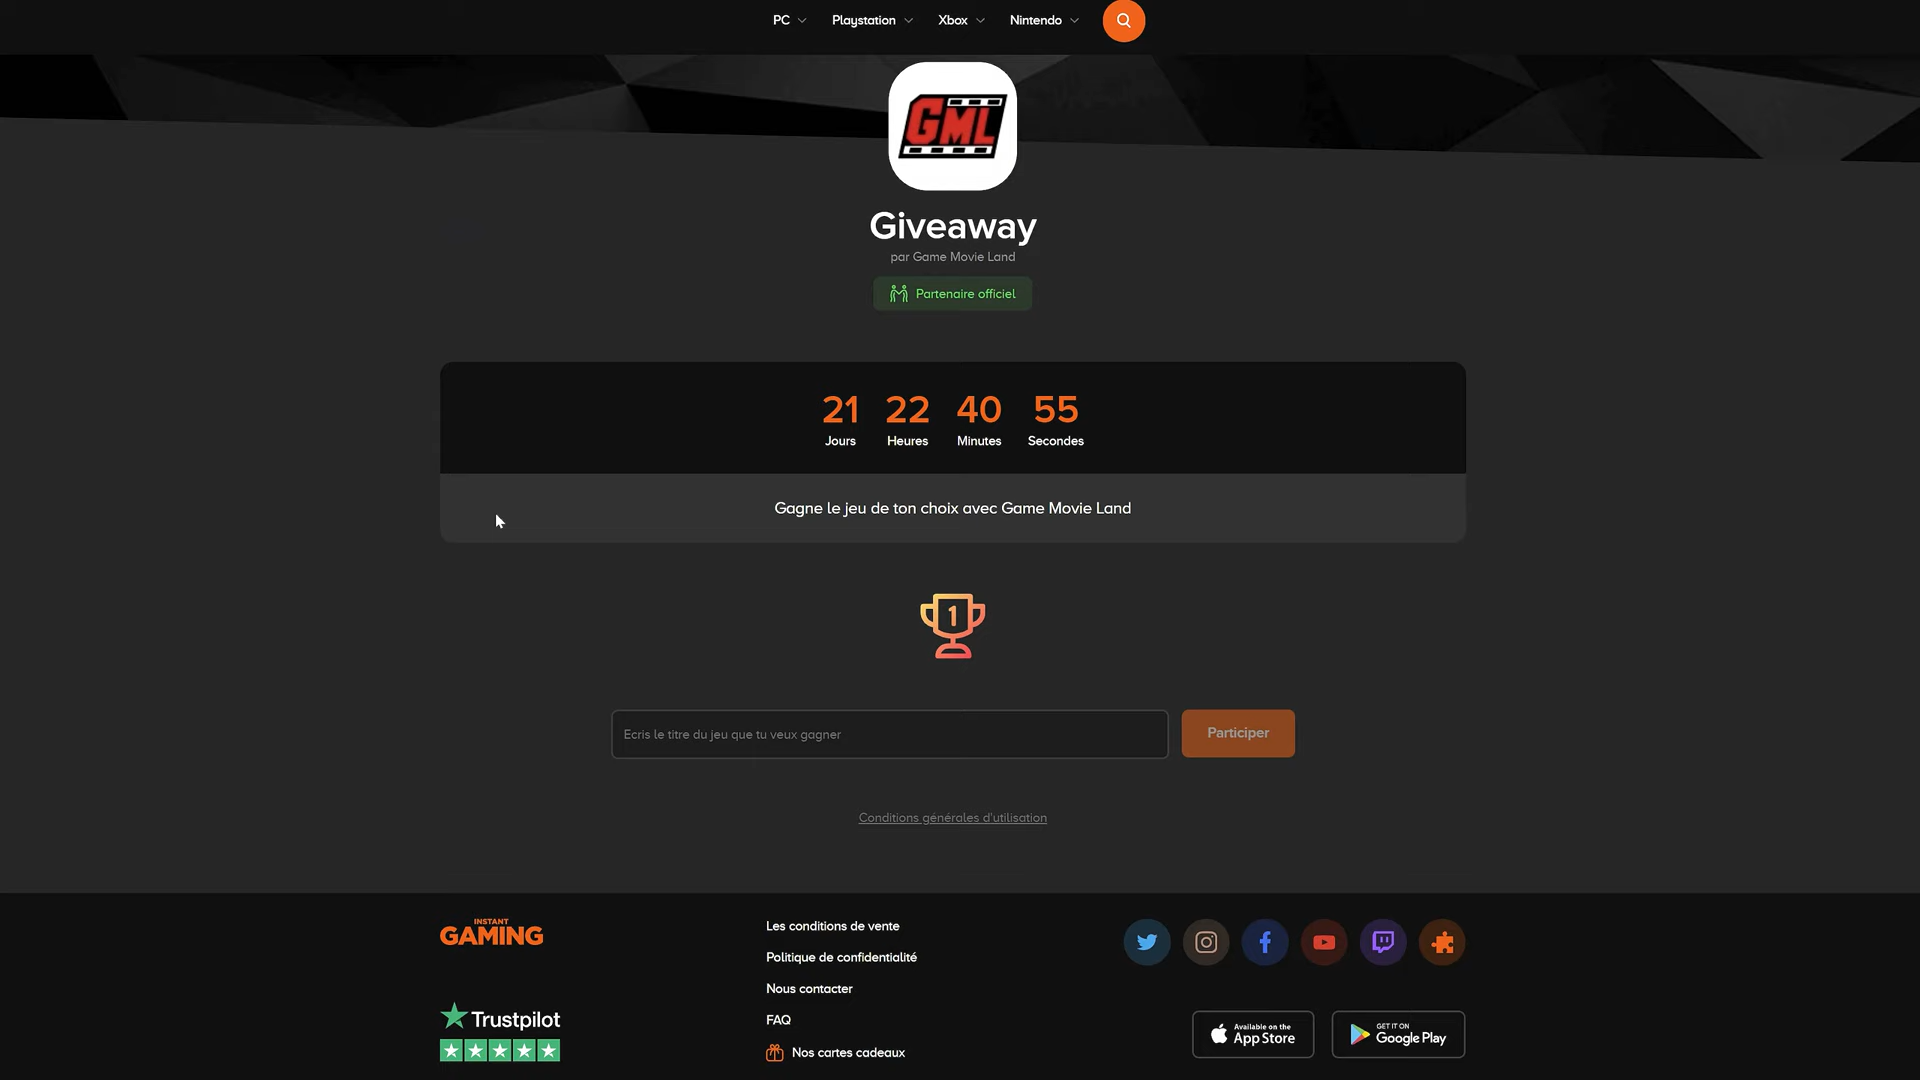 PC Playstation Xbox Nintendo
GML
Giveaway
par Game Movie Land
Partenaire officiel
21 22 40 55
Jours Heures Minutes Secondes
Gagne le jeu de ton choix avec Game Movie Land
1
Ecris le titre du jeu que tu veux gagner
Participer
Conditions générales d'utilisation
INSTANT
GAMING
Trustpilot
Les conditions de vente
Politique de confidentialité
Nous contacter
FAQ
Nos cartes cadeaux
Available on the
App Store
GET IT ON
Google Play